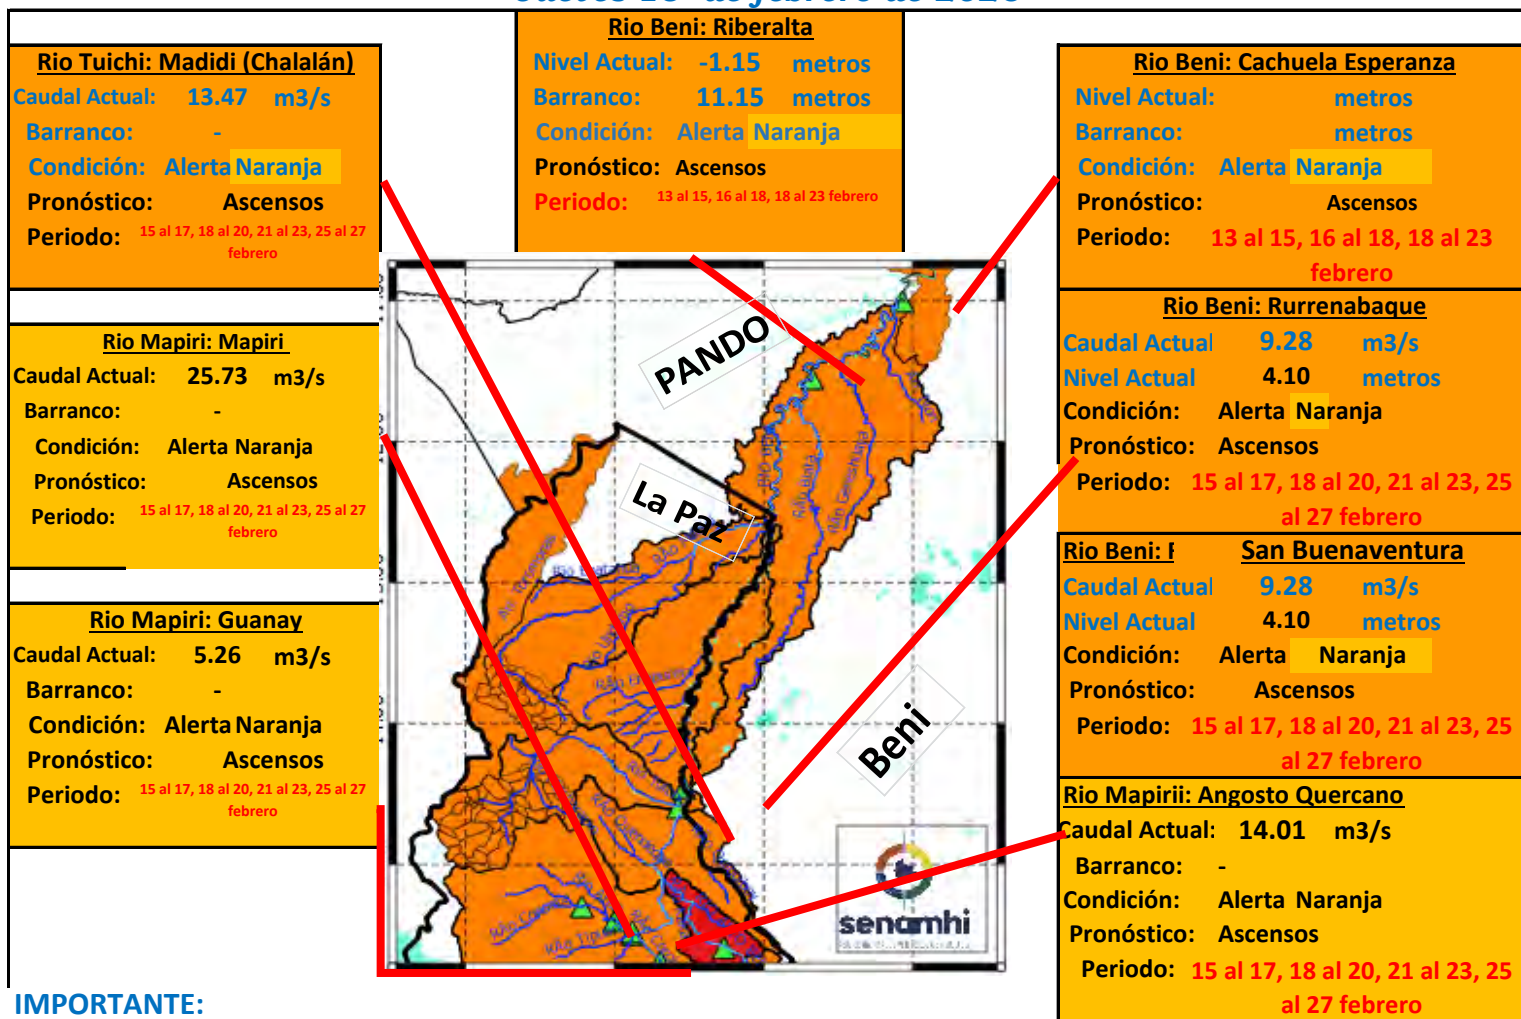 Rio Beni: Riberalta
Nivel Actual: -1.15 metros
Barranco: 11.15 metros
Condición: Alerta Naranja
Pronóstico: Ascensos
Periodo: 13 al 15, 16 al 18, 18 al 23 febrero
Rio Tuichi: Madidi (Chalalán)
Caudal Actual: 13.47 m3/s
Barranco: -
Condición: Alerta Naranja
Pronóstico: Ascensos
Periodo: 15 al 17, 18 al 20, 21 al 23, 25 al 27
febrero
Rio Mapiri: Mapiri
Caudal Actual: 25.73 m3/s
Barranco: -
Condición: Alerta Naranja
Pronóstico: Ascensos
Periodo: 15 al 17, 18 al 20, 21 al 23, 25 al 27
febrero
Rio Mapiri: Guanay
Caudal Actual: 5.26 m3/s
Barranco: -
Condición: Alerta Naranja
Pronóstico: Ascensos
Periodo: 15 al 17, 18 al 20, 21 al 23, 25 al 27
febrero
PANDO
La Paz
Beni
senamhi
Rio Beni: Cachuela Esperanza
Nivel Actual: metros
Barranco: metros
Condición: Alerta Naranja
Pronóstico: Ascensos
Periodo: 13 al 15, 16 al 18, 18 al 23
febrero
Rio Beni: Rurrenabaque
Caudal Actual 9.28 m3/s
Nivel Actual 4.10 metros
Condición: Alerta Naranja
Pronóstico: Ascensos
Periodo: 15 al 17, 18 al 20, 21 al 23, 25
al 27 febrero
Rio Beni: San Buenaventura
Caudal Actual 9.28 m3/s
Nivel Actual 4.10 metros
Condición: Alerta Naranja
Pronóstico: Ascensos
Periodo: 15 al 17, 18 al 20, 21 al 23, 25
al 27 febrero
Rio Mapirii: Angosto Quercano
Caudal Actual: 14.01 m3/s
Barranco: -
Condición: Alerta Naranja
Pronóstico: Ascensos
Periodo: 15 al 17, 18 al 20, 21 al 23, 25
al 27 febrero
IMPORTANTE: